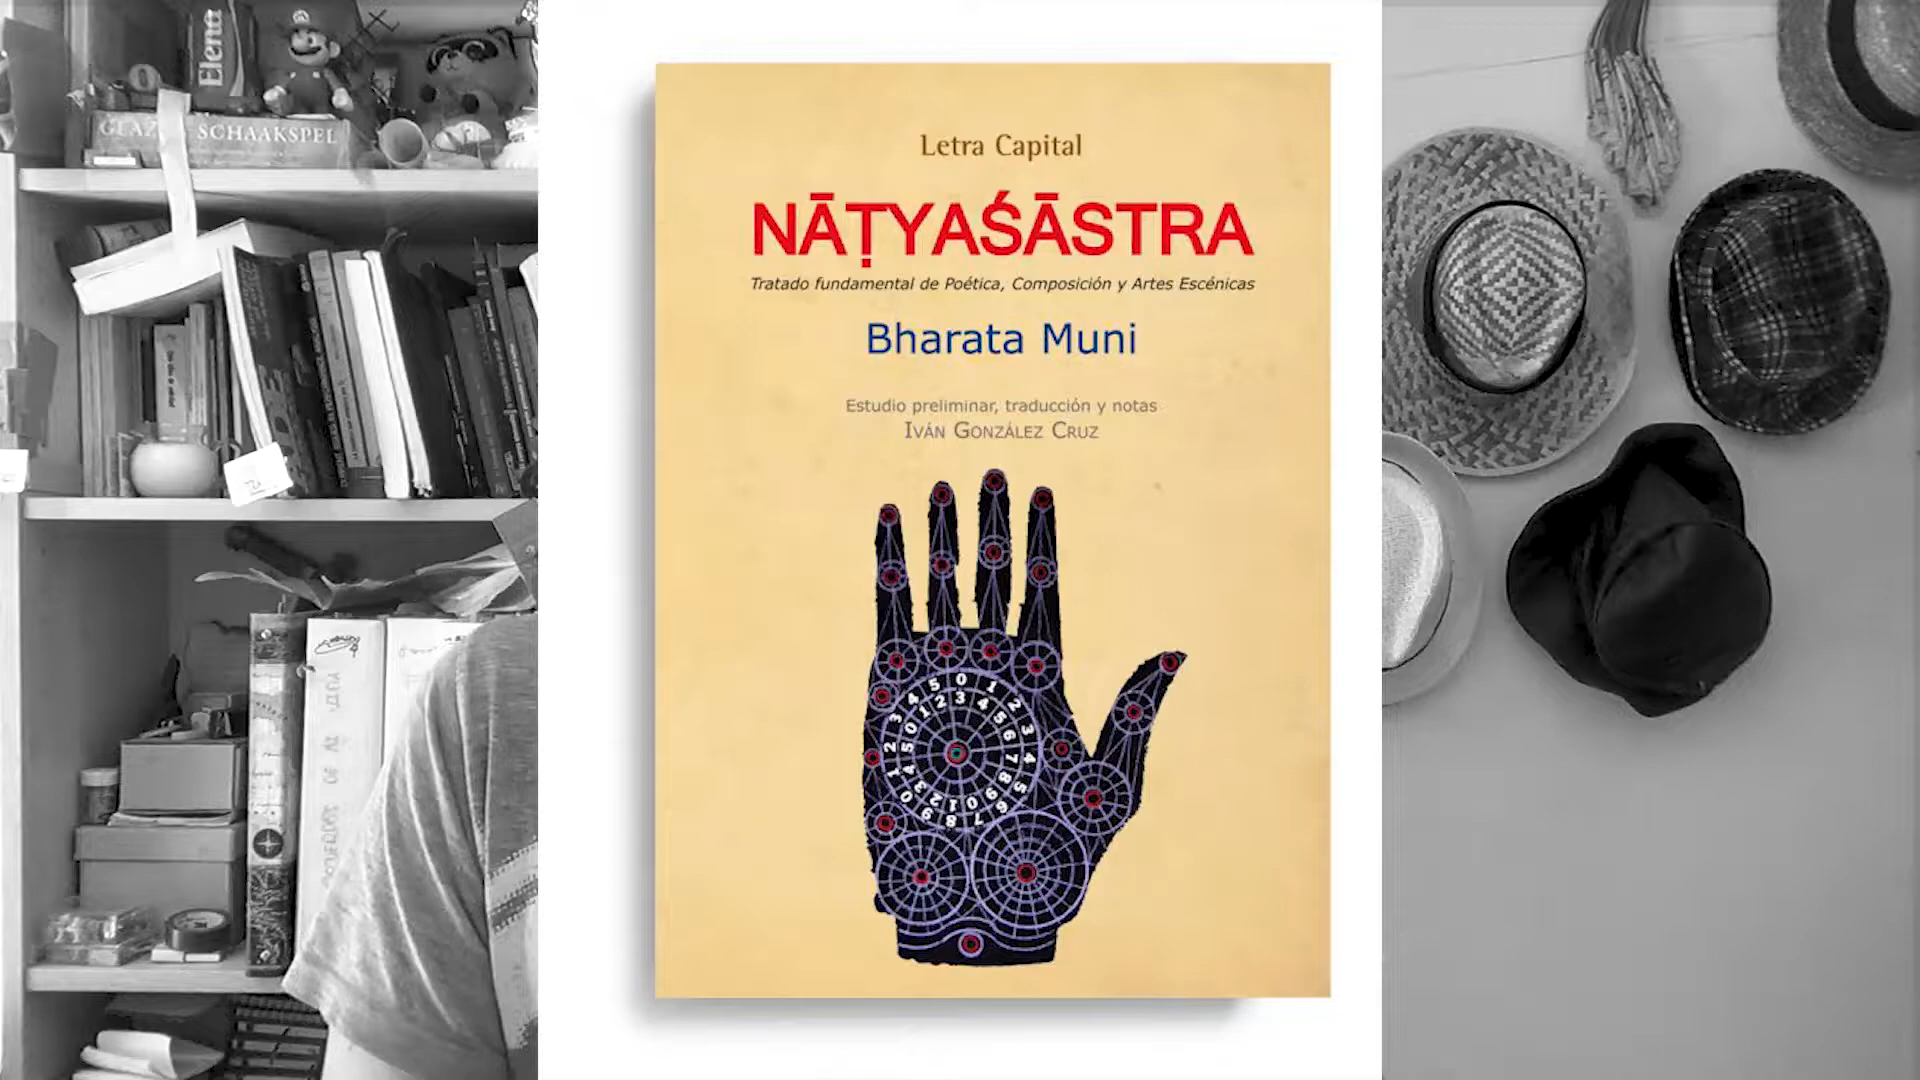 Elena
GLAZ SCHAAKSPEL
Letra Capital
NĀṬYAŚĀSTRA
Tratado fundamental de Poética, Composición y Artes Escénicas
Bharata Muni
Estudio preliminar, traducción y notas
IVÁN GONZÁLEZ CRUZ